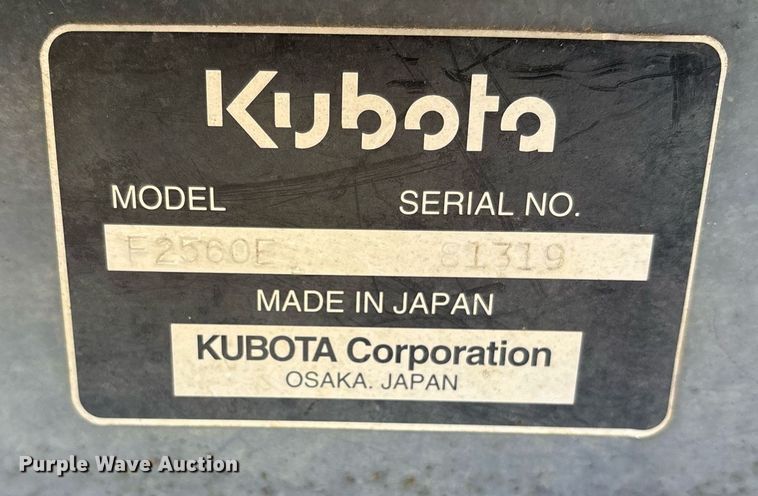 Kubota
MODEL SERIAL NO.
F2560E 81319
MADE IN JAPAN
KUBOTA Corporation
OSAKA. JAPAN
Purple Wave Auction